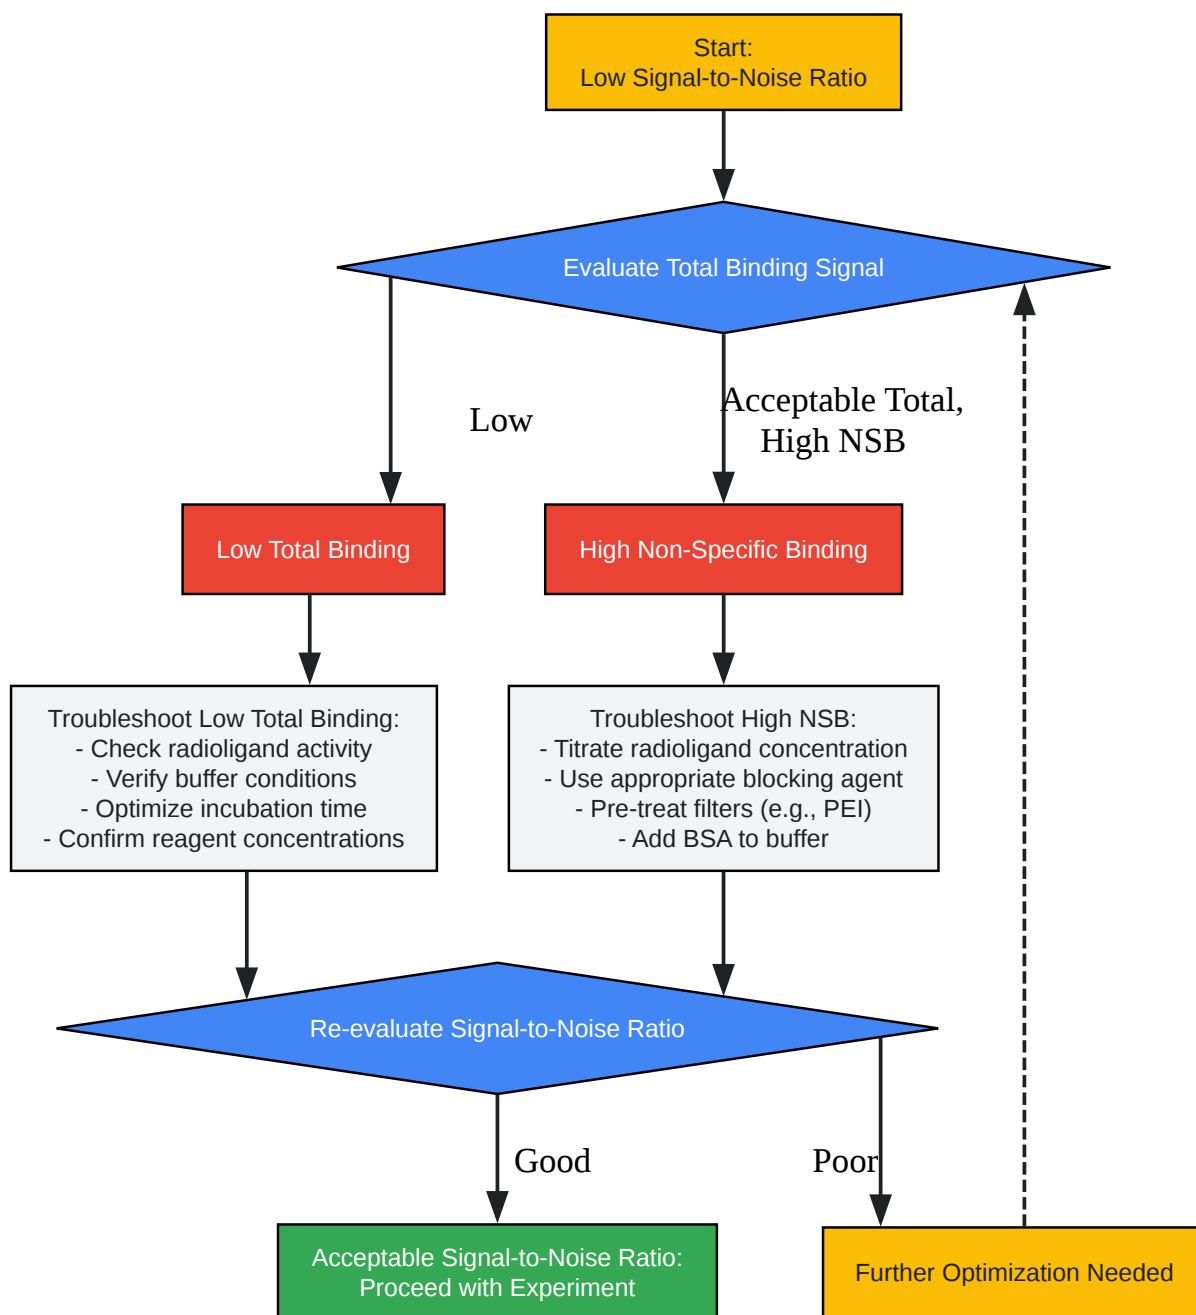 Start:
Low Signal-to-Noise Ratio
Evaluate Total Binding Signal
Low
Acceptable Total,
High NSB
Low Total Binding
High Non-Specific Binding
Troubleshoot Low Total Binding:
- Check radioligand activity
- Verify buffer conditions
- Optimize incubation time
- Confirm reagent concentrations
Troubleshoot High NSB:
- Titrate radioligand concentration
- Use appropriate blocking agent
- Pre-treat filters (e.g., PEI)
- Add BSA to buffer
Re-evaluate Signal-to-Noise Ratio
Good
Poor
Acceptable Signal-to-Noise Ratio:
Proceed with Experiment
Further Optimization Needed